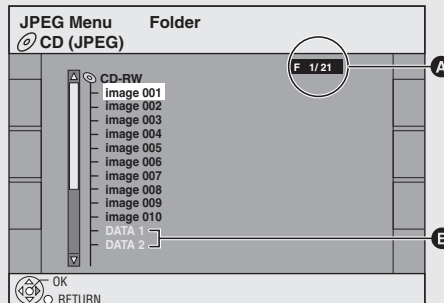 JPEG Menu Folder
CD (JPEG)
F 1/21
A
CD-RW
image 001
image 002
image 003
image 004
image 005
image 006
image 007
image 008
image 009
image 010
DATA 1
DATA 2
B
OK
RETURN